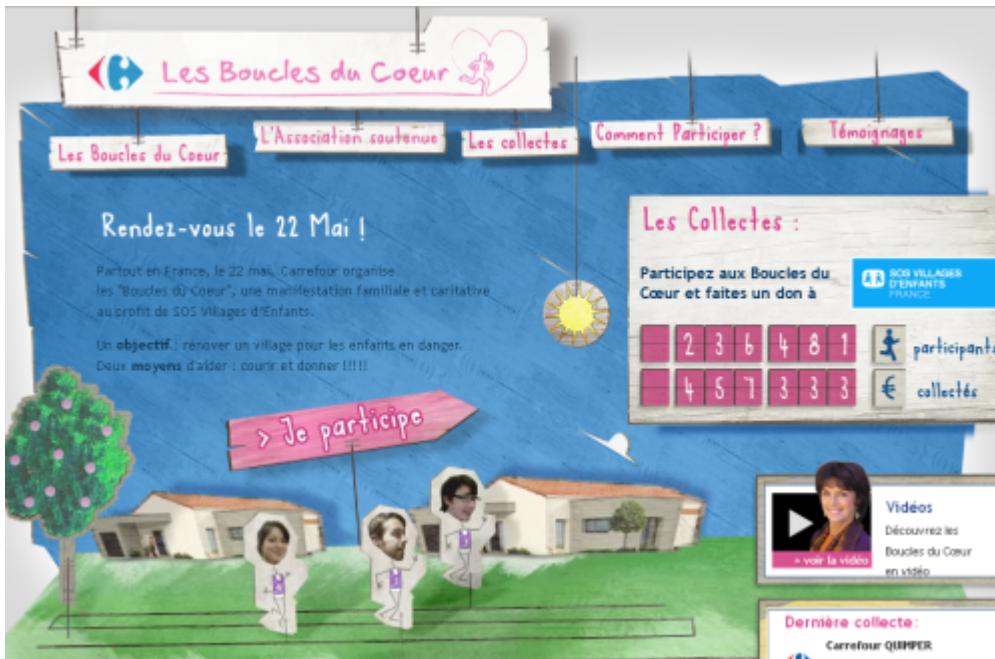 Les Boucles du Coeur
Les Boucles du Coeur
L'Association soutenue
Les collectes
Comment Participer ?
Témoignages
Rendez-vous le 22 Mai !
Partout en France, le 22 mai, Carrefour organise
les "Boucles du Coeur", une manifestation familiale et caritative
au profit de SOS Villages d'Enfants.
Un objectif : rénover un village pour les enfants en danger.
Deux moyens d'aider : courir et donner !!!!!
> Je participe
Les Collectes :
Participez aux Boucles du
Cœur et faites un don à
SOS VILLAGES
D'ENFANTS
FRANCE
236481 participants
457333 € collectés
Vidéos
Découvrez les
Boucles du Cœur
en vidéo
» voir la vidéo
Dernière collecte:
Carrefour QUIMPER